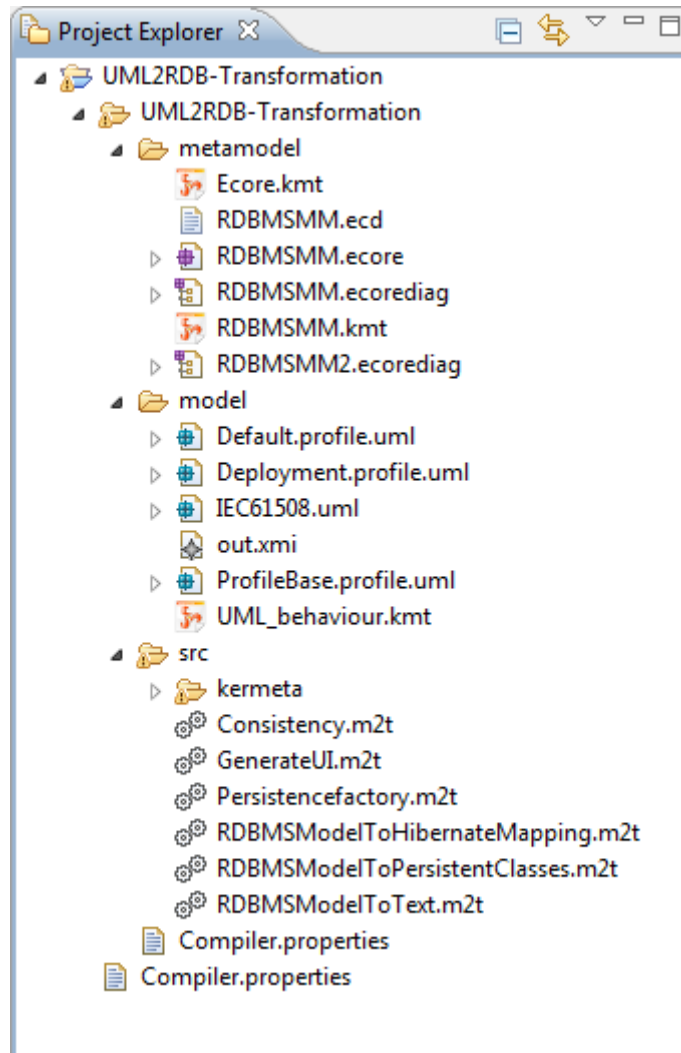 Project Explorer
UML2RDB-Transformation
UML2RDB-Transformation
metamodel
Ecore.kmt
RDBMSMM.ecd
RDBMSMM.ecore
RDBMSMM.ecorediag
RDBMSMM.kmt
RDBMSMM2.ecorediag
model
Default.profile.uml
Deployment.profile.uml
IEC61508.uml
out.xmi
ProfileBase.profile.uml
UML_behaviour.kmt
src
kermeta
Consistency.m2t
GenerateUI.m2t
Persistencefactory.m2t
RDBMSModelToHibernateMapping.m2t
RDBMSModelToPersistentClasses.m2t
RDBMSModelToText.m2t
Compiler.properties
Compiler.properties